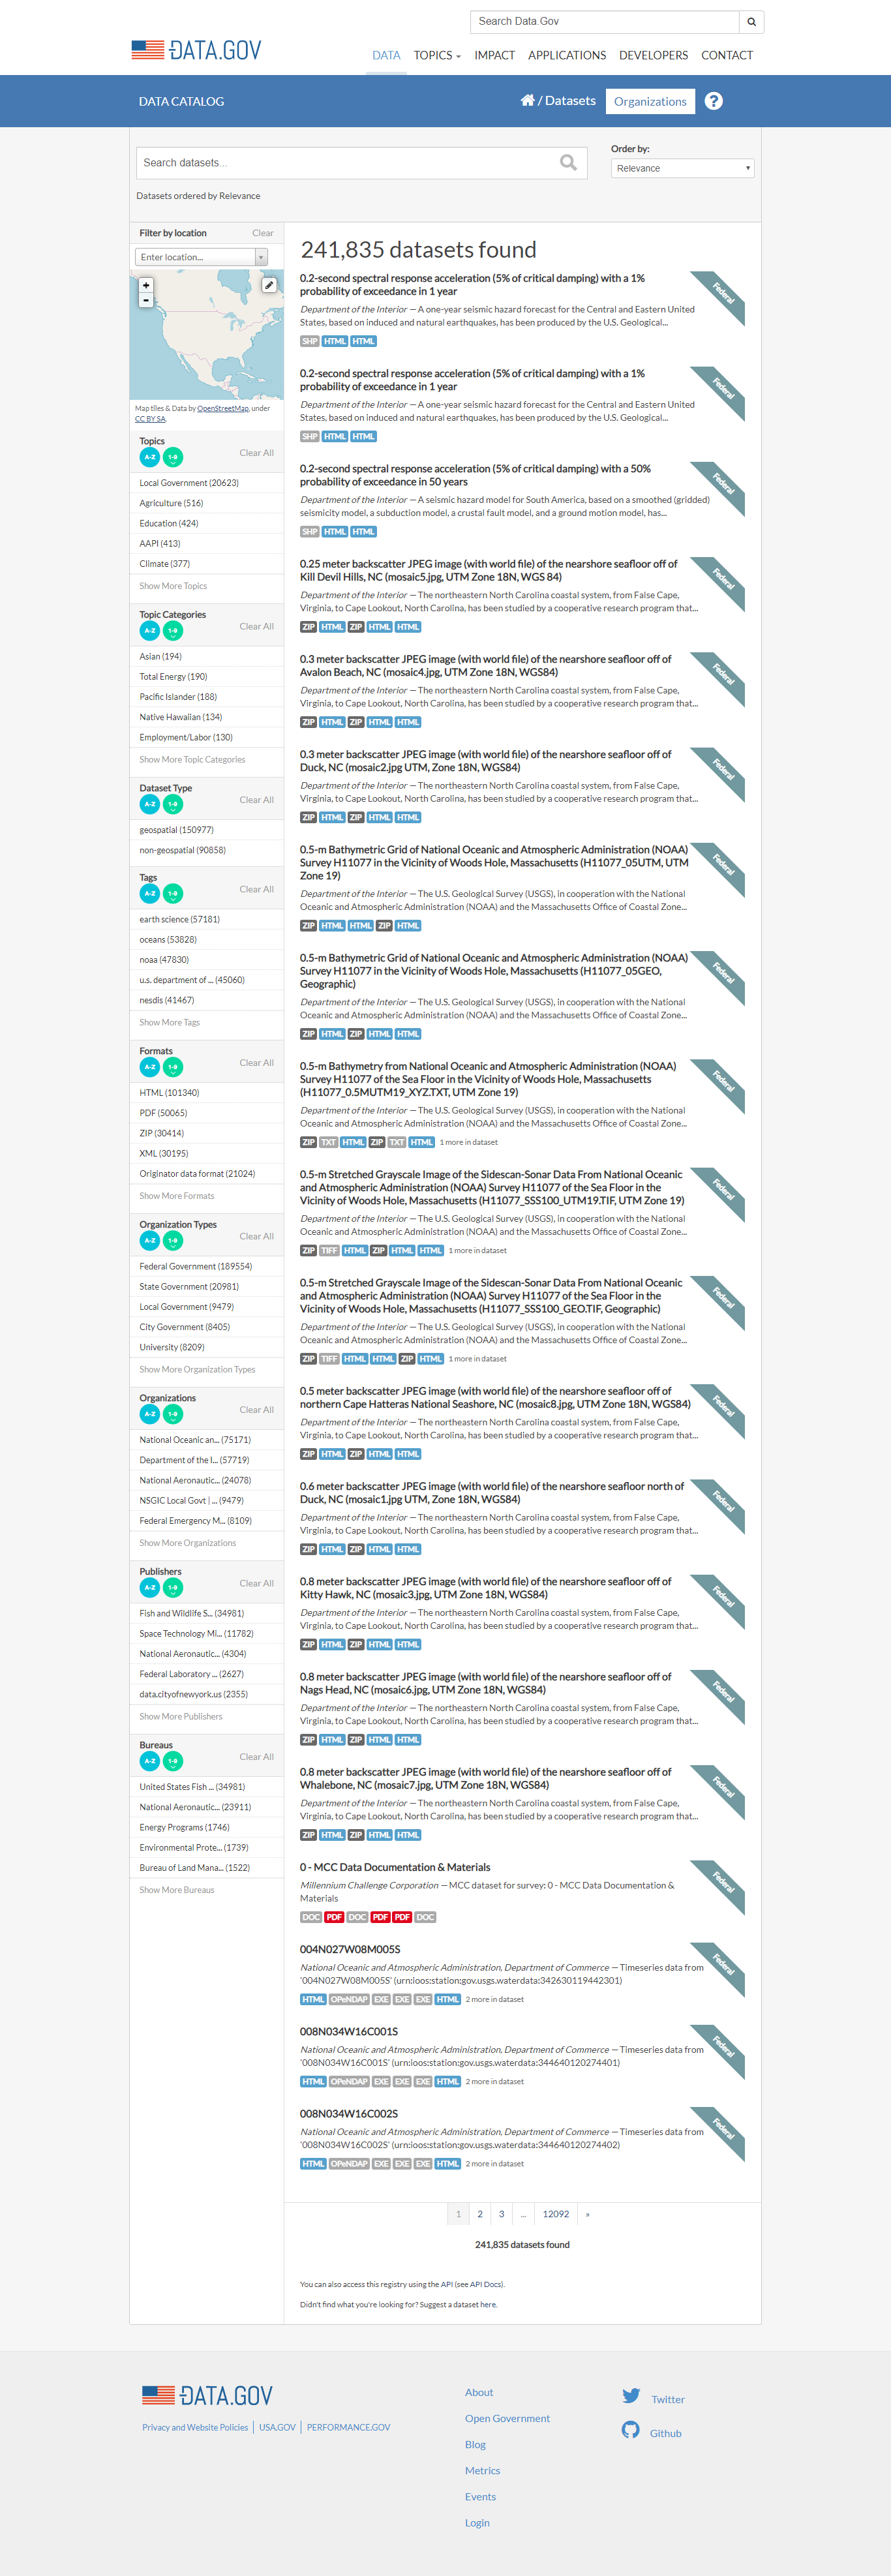 Search Data.Gov
DATA.GOV
DATA TOPICS IMPACT APPLICATIONS DEVELOPERS CONTACT
DATA CATALOG
/ Datasets Organizations ?
Search datasets...
Order by:
Relevance
Datasets ordered by Relevance
Filter by location Clear
Enter location...
+
-
Map tiles & Data by OpenStreetMap, under
CC BY SA.
Topics
A-Z 1-9 Clear All
Local Government (20623)
Agriculture (516)
Education (424)
AAPI (413)
Climate (377)
Show More Topics
Topic Categories
A-Z 1-9 Clear All
Asian (194)
Total Energy (190)
Pacific Islander (188)
Native Hawaiian (134)
Employment/Labor (130)
Show More Topic Categories
Dataset Type
A-Z 1-9 Clear All
geospatial (150977)
non-geospatial (90858)
Tags
A-Z 1-9 Clear All
earth science (57181)
oceans (53828)
noaa (47830)
u.s. department of ... (45060)
nesdis (41467)
Show More Tags
Formats
A-Z 1-9 Clear All
HTML (101340)
PDF (50065)
ZIP (30414)
XML (30195)
Originator data format (21024)
Show More Formats
Organization Types
A-Z 1-9 Clear All
Federal Government (189554)
State Government (20981)
Local Government (9479)
City Government (8405)
University (8209)
Show More Organization Types
Organizations
A-Z 1-9 Clear All
National Oceanic an... (75171)
Department of the I... (57719)
National Aeronautic... (24078)
NSGIC Local Govt | ... (9479)
Federal Emergency M... (8109)
Show More Organizations
Publishers
A-Z 1-9 Clear All
Fish and Wildlife S... (34981)
Space Technology Mi... (11782)
National Aeronautic... (4304)
Federal Laboratory ... (2627)
data.cityofnewyork.us (2355)
Show More Publishers
Bureaus
A-Z 1-9 Clear All
United States Fish ... (34981)
National Aeronautic... (23911)
Energy Programs (1746)
Environmental Prote... (1739)
Bureau of Land Mana... (1522)
Show More Bureaus
241,835 datasets found
0.2-second spectral response acceleration (5% of critical damping) with a 1%
probability of exceedance in 1 year
Federal
Department of the Interior — A one-year seismic hazard forecast for the Central and Eastern United
States, based on induced and natural earthquakes, has been produced by the U.S. Geological...
SHP HTML HTML
0.2-second spectral response acceleration (5% of critical damping) with a 1%
probability of exceedance in 1 year
Federal
Department of the Interior — A one-year seismic hazard forecast for the Central and Eastern United
States, based on induced and natural earthquakes, has been produced by the U.S. Geological...
SHP HTML HTML
0.2-second spectral response acceleration (5% of critical damping) with a 50%
probability of exceedance in 50 years
Federal
Department of the Interior — A seismic hazard model for South America, based on a smoothed (gridded)
seismicity model, a subduction model, a crustal fault model, and a ground motion model, has...
SHP HTML HTML
0.25 meter backscatter JPEG image (with world file) of the nearshore seafloor off of
Kill Devil Hills, NC (mosaic5.jpg, UTM Zone 18N, WGS 84)
Federal
Department of the Interior — The northeastern North Carolina coastal system, from False Cape,
Virginia, to Cape Lookout, North Carolina, has been studied by a cooperative research program that...
ZIP HTML ZIP HTML HTML
0.3 meter backscatter JPEG image (with world file) of the nearshore seafloor off of
Avalon Beach, NC (mosaic4.jpg, UTM Zone 18N, WGS84)
Federal
Department of the Interior — The northeastern North Carolina coastal system, from False Cape,
Virginia, to Cape Lookout, North Carolina, has been studied by a cooperative research program that...
ZIP HTML ZIP HTML HTML
0.3 meter backscatter JPEG image (with world file) of the nearshore seafloor off of
Duck, NC (mosaic2.jpg UTM, Zone 18N, WGS84)
Federal
Department of the Interior — The northeastern North Carolina coastal system, from False Cape,
Virginia, to Cape Lookout, North Carolina, has been studied by a cooperative research program that...
ZIP HTML ZIP HTML HTML
0.5-m Bathymetric Grid of National Oceanic and Atmospheric Administration (NOAA)
Survey H11077 in the Vicinity of Woods Hole, Massachusetts (H11077_05UTM, UTM
Zone 19)
Federal
Department of the Interior — The U.S. Geological Survey (USGS), in cooperation with the National
Oceanic and Atmospheric Administration (NOAA) and the Massachusetts Office of Coastal Zone...
ZIP HTML HTML ZIP HTML
0.5-m Bathymetric Grid of National Oceanic and Atmospheric Administration (NOAA)
Survey H11077 in the Vicinity of Woods Hole, Massachusetts (H11077_05GEO,
Geographic)
Federal
Department of the Interior — The U.S. Geological Survey (USGS), in cooperation with the National
Oceanic and Atmospheric Administration (NOAA) and the Massachusetts Office of Coastal Zone...
ZIP HTML ZIP HTML HTML
0.5-m Bathymetry from National Oceanic and Atmospheric Administration (NOAA)
Survey H11077 of the Sea Floor in the Vicinity of Woods Hole, Massachusetts
(H11077_0.5MUTM19_XYZ.TXT, UTM Zone 19)
Federal
Department of the Interior — The U.S. Geological Survey (USGS), in cooperation with the National
Oceanic and Atmospheric Administration (NOAA) and the Massachusetts Office of Coastal Zone...
ZIP TXT HTML ZIP TXT HTML 1 more in dataset
0.5-m Stretched Grayscale Image of the Sidescan-Sonar Data From National Oceanic
and Atmospheric Administration (NOAA) Survey H11077 of the Sea Floor in the
Vicinity of Woods Hole, Massachusetts (H11077_SSS100_UTM19.TIF, UTM Zone 19)
Federal
Department of the Interior — The U.S. Geological Survey (USGS), in cooperation with the National
Oceanic and Atmospheric Administration (NOAA) and the Massachusetts Office of Coastal Zone...
ZIP TIFF HTML ZIP HTML HTML 1 more in dataset
0.5-m Stretched Grayscale Image of the Sidescan-Sonar Data From National Oceanic
and Atmospheric Administration (NOAA) Survey H11077 of the Sea Floor in the
Vicinity of Woods Hole, Massachusetts (H11077_SSS100_GEO.TIF, Geographic)
Federal
Department of the Interior — The U.S. Geological Survey (USGS), in cooperation with the National
Oceanic and Atmospheric Administration (NOAA) and the Massachusetts Office of Coastal Zone...
ZIP TIFF HTML HTML ZIP HTML 1 more in dataset
0.5 meter backscatter JPEG image (with world file) of the nearshore seafloor off of
northern Cape Hatteras National Seashore, NC (mosaic8.jpg, UTM Zone 18N, WGS84)
Federal
Department of the Interior — The northeastern North Carolina coastal system, from False Cape,
Virginia, to Cape Lookout, North Carolina, has been studied by a cooperative research program that...
ZIP HTML ZIP HTML HTML
0.6 meter backscatter JPEG image (with world file) of the nearshore seafloor north of
Duck, NC (mosaic1.jpg UTM, Zone 18N, WGS84)
Federal
Department of the Interior — The northeastern North Carolina coastal system, from False Cape,
Virginia, to Cape Lookout, North Carolina, has been studied by a cooperative research program that...
ZIP HTML ZIP HTML HTML
0.8 meter backscatter JPEG image (with world file) of the nearshore seafloor off of
Kitty Hawk, NC (mosaic3.jpg, UTM Zone 18N, WGS84)
Federal
Department of the Interior — The northeastern North Carolina coastal system, from False Cape,
Virginia, to Cape Lookout, North Carolina, has been studied by a cooperative research program that...
ZIP HTML ZIP HTML HTML
0.8 meter backscatter JPEG image (with world file) of the nearshore seafloor off of
Nags Head, NC (mosaic6.jpg, UTM Zone 18N, WGS84)
Federal
Department of the Interior — The northeastern North Carolina coastal system, from False Cape,
Virginia, to Cape Lookout, North Carolina, has been studied by a cooperative research program that...
ZIP HTML ZIP HTML HTML
0.8 meter backscatter JPEG image (with world file) of the nearshore seafloor off of
Whalebone, NC (mosaic7.jpg, UTM Zone 18N, WGS84)
Federal
Department of the Interior — The northeastern North Carolina coastal system, from False Cape,
Virginia, to Cape Lookout, North Carolina, has been studied by a cooperative research program that...
ZIP HTML ZIP HTML HTML
0 - MCC Data Documentation & Materials
Federal
Millennium Challenge Corporation — MCC dataset for survey: 0 - MCC Data Documentation &
Materials
DOC PDF DOC PDF PDF DOC
004N027W08M005S
Federal
National Oceanic and Atmospheric Administration, Department of Commerce — Timeseries data from
'004N027W08M005S' (urn:ioos:station:gov.usgs.waterdata:342630119442301)
HTML OPeNDAP EXE EXE EXE HTML 2 more in dataset
008N034W16C001S
Federal
National Oceanic and Atmospheric Administration, Department of Commerce — Timeseries data from
'008N034W16C001S' (urn:ioos:station:gov.usgs.waterdata:344640120274401)
HTML OPeNDAP EXE EXE EXE HTML 2 more in dataset
008N034W16C002S
Federal
National Oceanic and Atmospheric Administration, Department of Commerce — Timeseries data from
'008N034W16C002S' (urn:ioos:station:gov.usgs.waterdata:344640120274402)
HTML OPeNDAP EXE EXE EXE HTML 2 more in dataset
1 2 3 ... 12092 »
241,835 datasets found
You can also access this registry using the API (see API Docs).
Didn't find what you're looking for? Suggest a dataset here.
DATA.GOV
Privacy and Website Policies USA.GOV PERFORMANCE.GOV
About
Open Government
Blog
Metrics
Events
Login
Twitter
Github